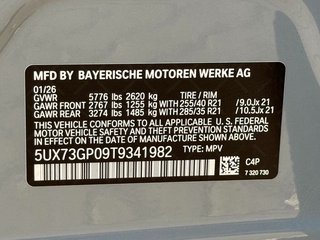 MFD BY BAYERISCHE MOTOREN WERKE AG
01/26 TIRE / RIM
GVWR 5776 lbs 2620 kg
GAWR FRONT 2767 lbs 1255 kg WITH 255/40 R21 / 9.0J x 21
GAWR REAR 3274 lbs 1485 kg WITH 285/35 R21 / 10.5J x 21
THIS VEHICLE CONFORMS TO ALL APPLICABLE
U.S. FEDERAL MOTOR VEHICLE SAFETY, BUMPER,
AND THEFT PREVENTION STANDARDS
IN EFFECT ON THE DATE OF MANUFACTURE
SHOWN ABOVE.
5UX73GP09T9341982 TYPE: MPV
C4P
7 320 730